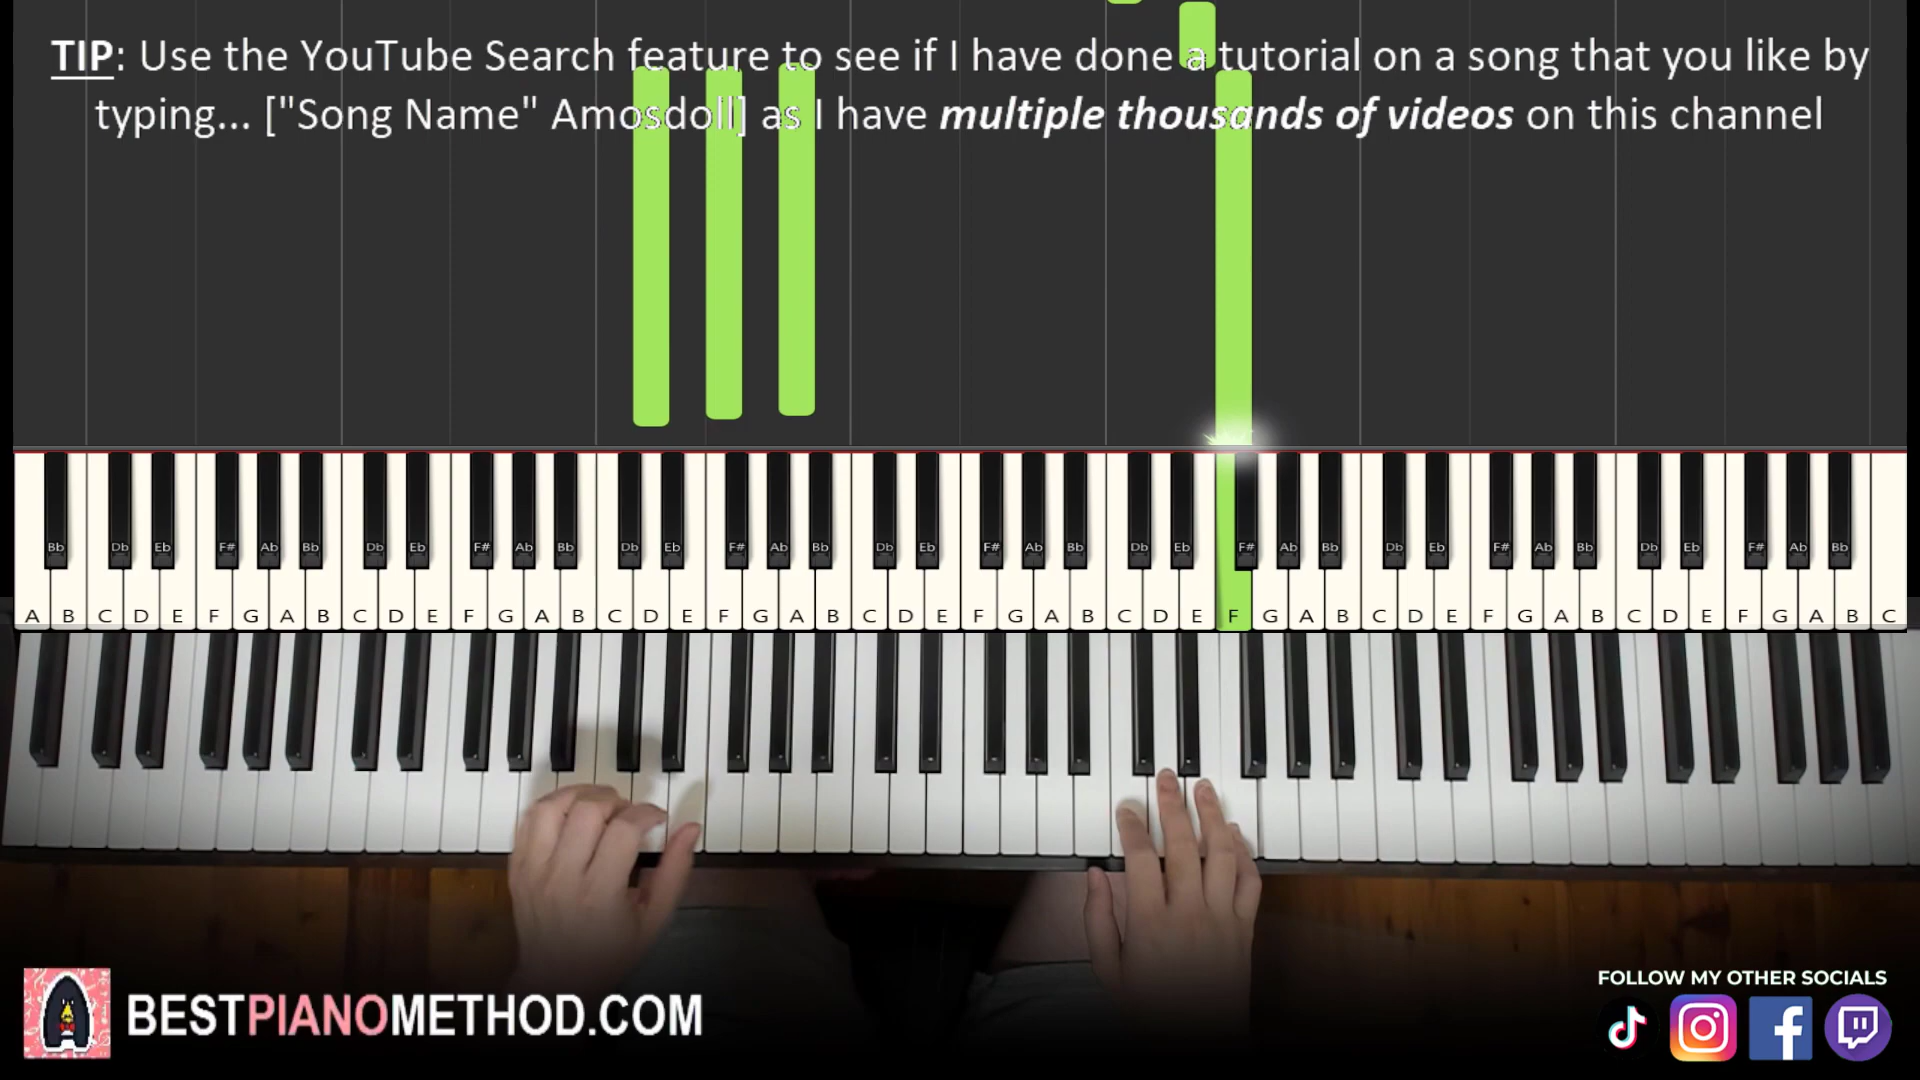 TIP: Use the YouTube Search feature to see if I have done a tutorial on a song that you like by
typing... ["Song Name" Amosdoll] as I have multiple thousands of videos on this channel
Bb Db Eb F# Ab Bb Db Eb F# Ab Bb Db Eb F# Ab Bb Db Eb F# Ab Bb Db Eb F# Ab Bb Db Eb F# Ab Bb Db Eb F# Ab Bb
A B C D E F G A B C D E F G A B C D E F G A B C D E F G A B C D E F G A B C D E F G A B C D E F G A B C
BESTPIANOMETHOD.COM
FOLLOW MY OTHER SOCIALS